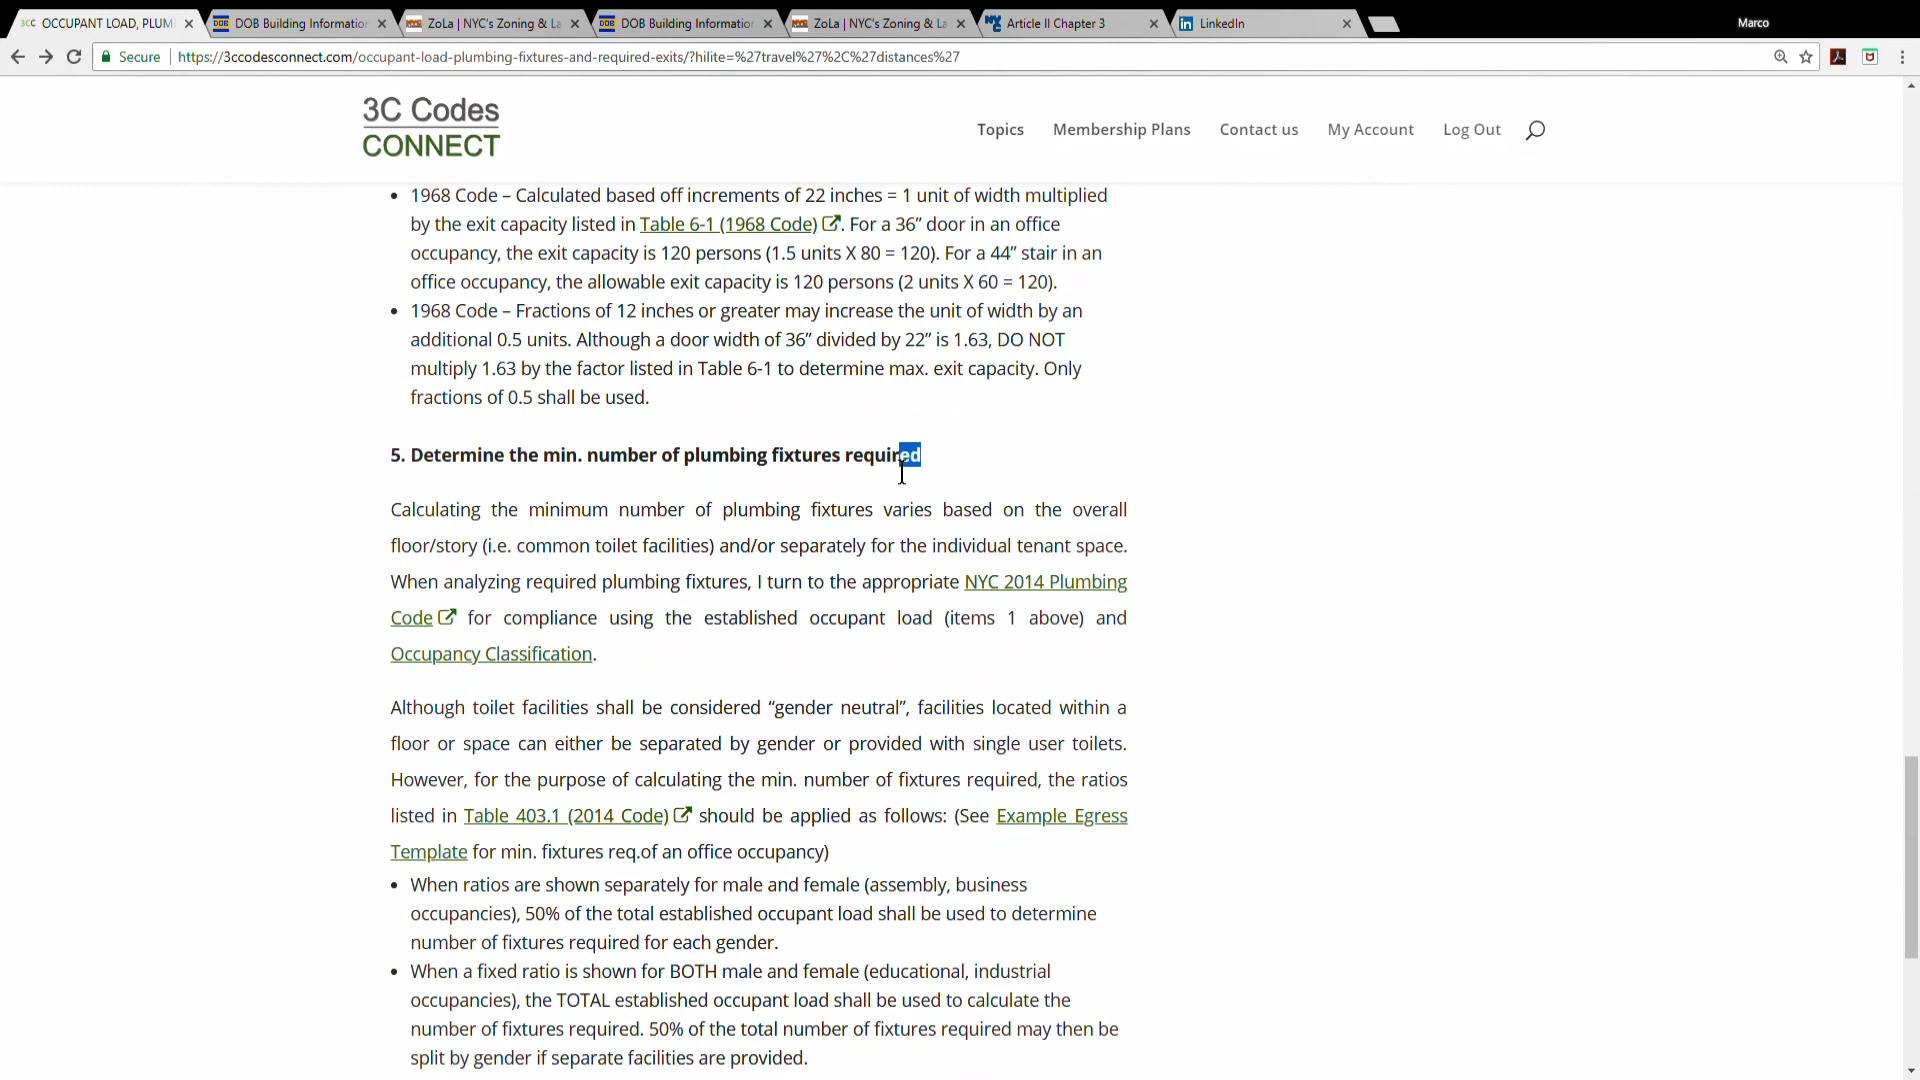 3CC OCCUPANT LOAD, PLUM
DOB Building Informatio
ZoLa | NYC's Zoning & La
DOB Building Informatio
ZoLa | NYC's Zoning & La
Article II Chapter 3
LinkedIn
Marco
Secure
https://3ccodesconnect.com/occupant-load-plumbing-fixtures-and-required-exits/?hilite=%27travel%27%2C%27distances%27
3C Codes
CONNECT
Topics
Membership Plans
Contact us
My Account
Log Out
• 1968 Code – Calculated based off increments of 22 inches = 1 unit of width multiplied
by the exit capacity listed in Table 6-1 (1968 Code). For a 36” door in an office
occupancy, the exit capacity is 120 persons (1.5 units X 80 = 120). For a 44” stair in an
office occupancy, the allowable exit capacity is 120 persons (2 units X 60 = 120).
• 1968 Code – Fractions of 12 inches or greater may increase the unit of width by an
additional 0.5 units. Although a door width of 36” divided by 22” is 1.63, DO NOT
multiply 1.63 by the factor listed in Table 6-1 to determine max. exit capacity. Only
fractions of 0.5 shall be used.
5. Determine the min. number of plumbing fixtures required
Calculating the minimum number of plumbing fixtures varies based on the overall
floor/story (i.e. common toilet facilities) and/or separately for the individual tenant space.
When analyzing required plumbing fixtures, I turn to the appropriate NYC 2014 Plumbing
Code for compliance using the established occupant load (items 1 above) and
Occupancy Classification.
Although toilet facilities shall be considered “gender neutral”, facilities located within a
floor or space can either be separated by gender or provided with single user toilets.
However, for the purpose of calculating the min. number of fixtures required, the ratios
listed in Table 403.1 (2014 Code) should be applied as follows: (See Example Egress
Template for min. fixtures req.of an office occupancy)
• When ratios are shown separately for male and female (assembly, business
occupancies), 50% of the total established occupant load shall be used to determine
number of fixtures required for each gender.
• When a fixed ratio is shown for BOTH male and female (educational, industrial
occupancies), the TOTAL established occupant load shall be used to calculate the
number of fixtures required. 50% of the total number of fixtures required may then be
split by gender if separate facilities are provided.